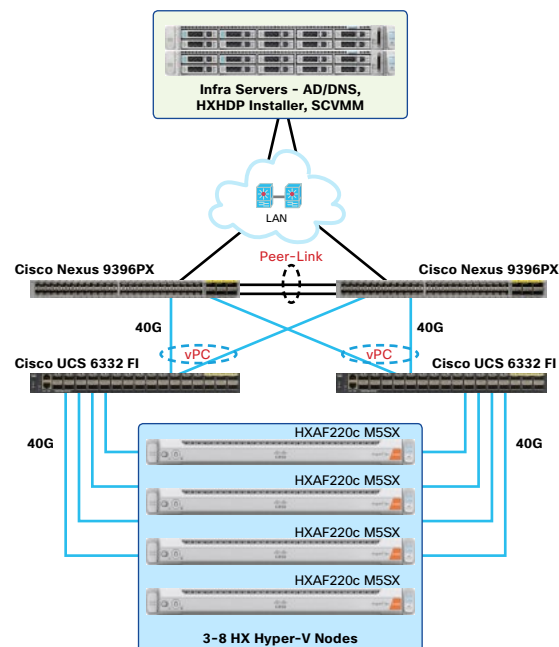 Infra Servers - AD/DNS,
HXHDP Installer, SCVMM
LAN
Peer-Link
Cisco Nexus 9396PX
Cisco Nexus 9396PX
40G
40G
vPC
vPC
Cisco UCS 6332 FI
Cisco UCS 6332 FI
40G
40G
HXAF220c M5SX
HXAF220c M5SX
HXAF220c M5SX
HXAF220c M5SX
3-8 HX Hyper-V Nodes